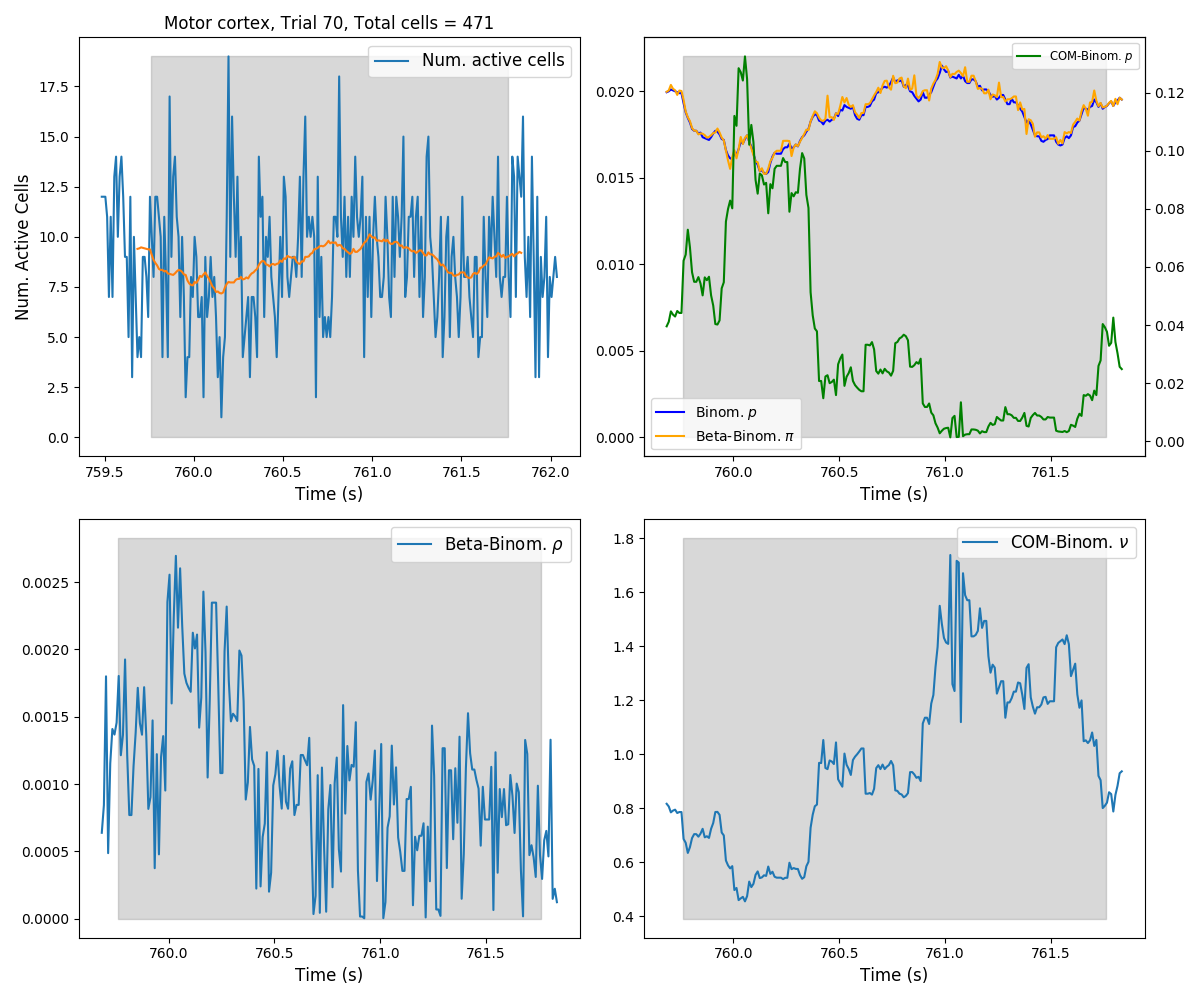 Motor cortex, Trial 70, Total cells = 471
Num. active cells
Num. Active Cells
17.5
15.0
12.5
10.0
7.5
5.0
2.5
0.0
759.5 760.0 760.5 761.0 761.5 762.0
Time (s)
COM-Binom. p
0.020
0.015
0.010
0.005
0.000
0.12
0.10
0.08
0.06
0.04
0.02
0.00
Binom. p
Beta-Binom. π
760.0 760.5 761.0 761.5
Time (s)
Beta-Binom. ρ
0.0025
0.0020
0.0015
0.0010
0.0005
0.0000
760.0 760.5 761.0 761.5
Time (s)
COM-Binom. ν
1.8
1.6
1.4
1.2
1.0
0.8
0.6
0.4
760.0 760.5 761.0 761.5
Time (s)